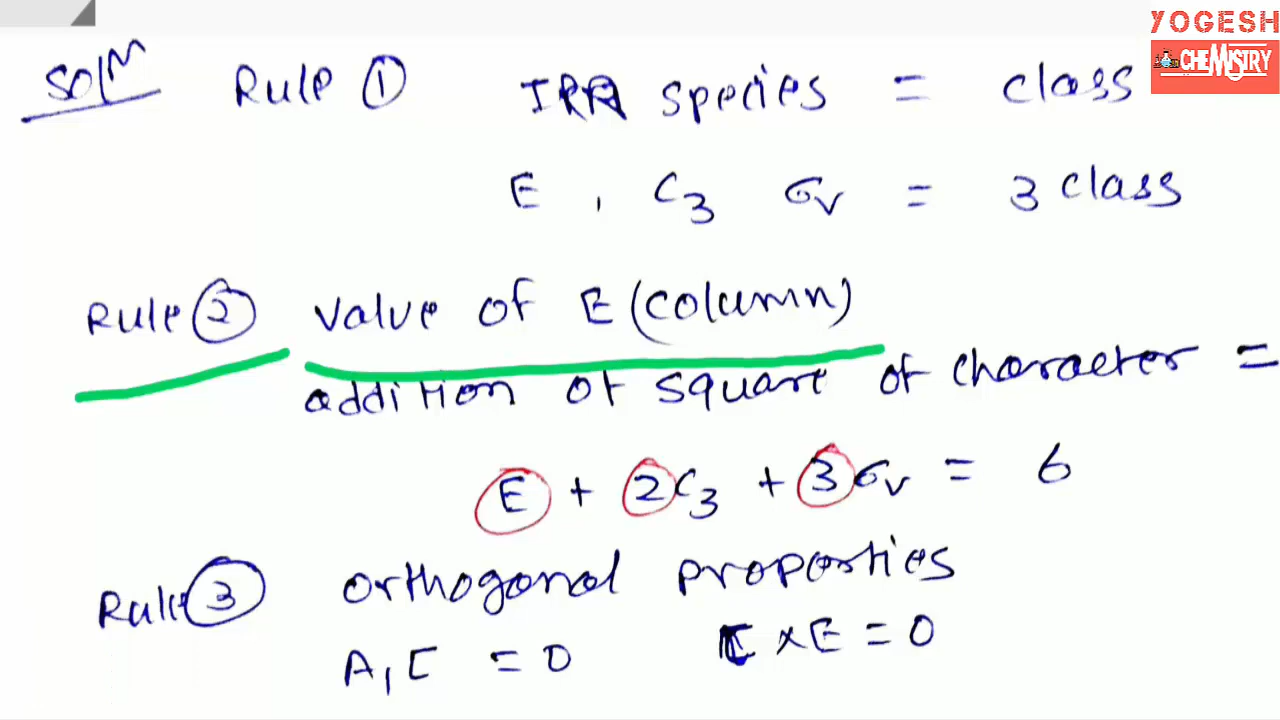 YOGESH
CHEMISTRY
Soln Rule ① IRR species = class
E , C3 σv = 3 class
Rule ② value of E (column)
addition of square of character =
E + 2C3 + 3σv = 6
Rule ③ orthogonal properties
A1 E = 0 × E = 0